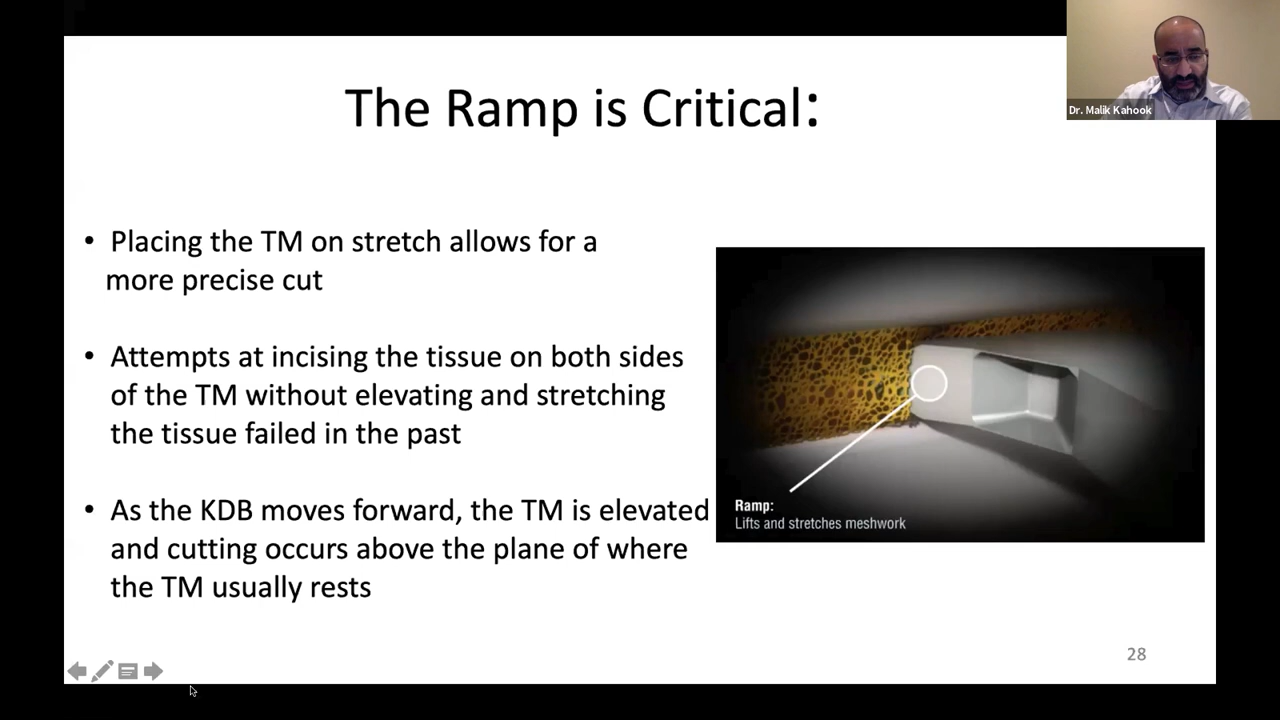 Dr. Malik Kahook
The Ramp is Critical:
• Placing the TM on stretch allows for a
more precise cut
• Attempts at incising the tissue on both sides
of the TM without elevating and stretching
the tissue failed in the past
• As the KDB moves forward, the TM is elevated
and cutting occurs above the plane of where
the TM usually rests
Ramp:
Lifts and stretches meshwork
28